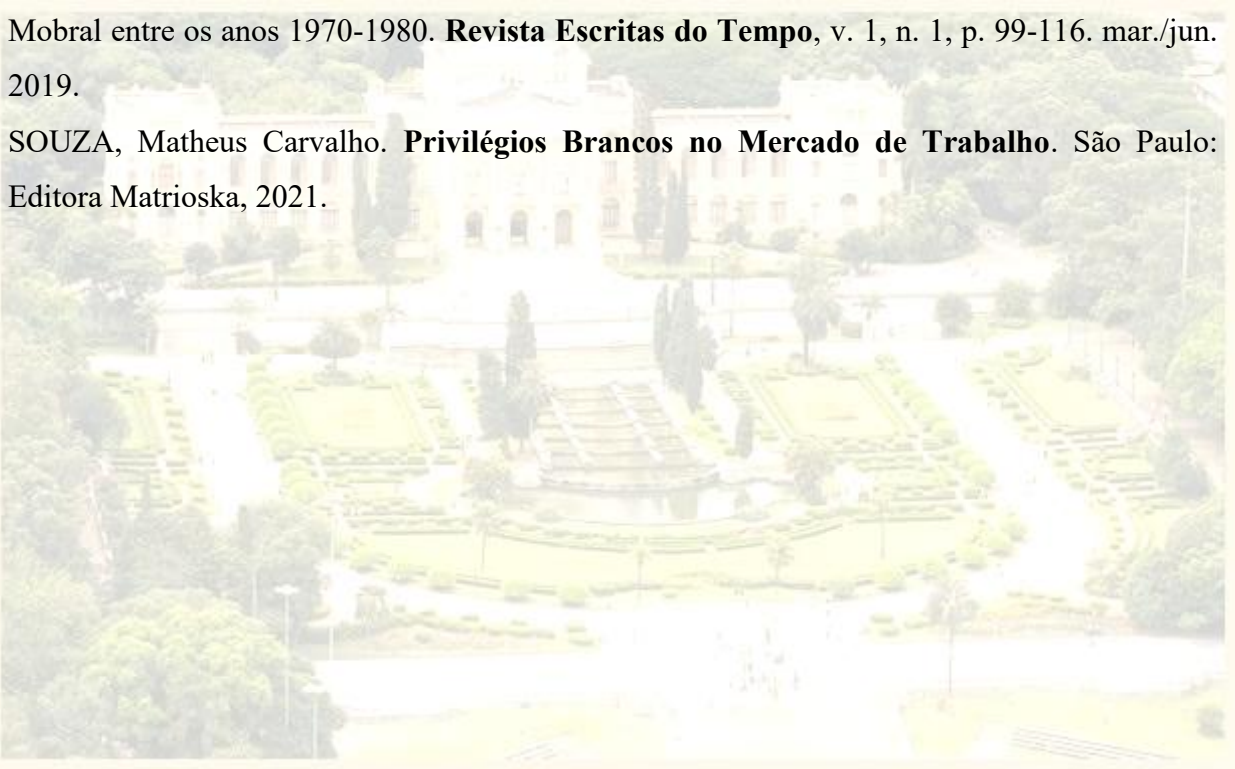 Mobral entre os anos 1970-1980. Revista Escritas do Tempo, v. 1, n. 1, p. 99-116. mar./jun.
2019.
SOUZA, Matheus Carvalho. Privilégios Brancos no Mercado de Trabalho. São Paulo:
Editora Matrioska, 2021.